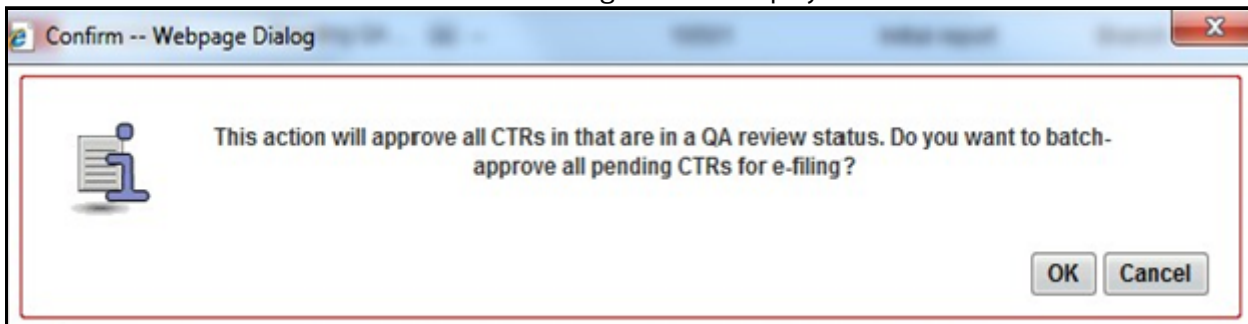 Confirm -- Webpage Dialog
This action will approve all CTRs in that are in a QA review status. Do you want to batch-
approve all pending CTRs for e-filing?
OK Cancel